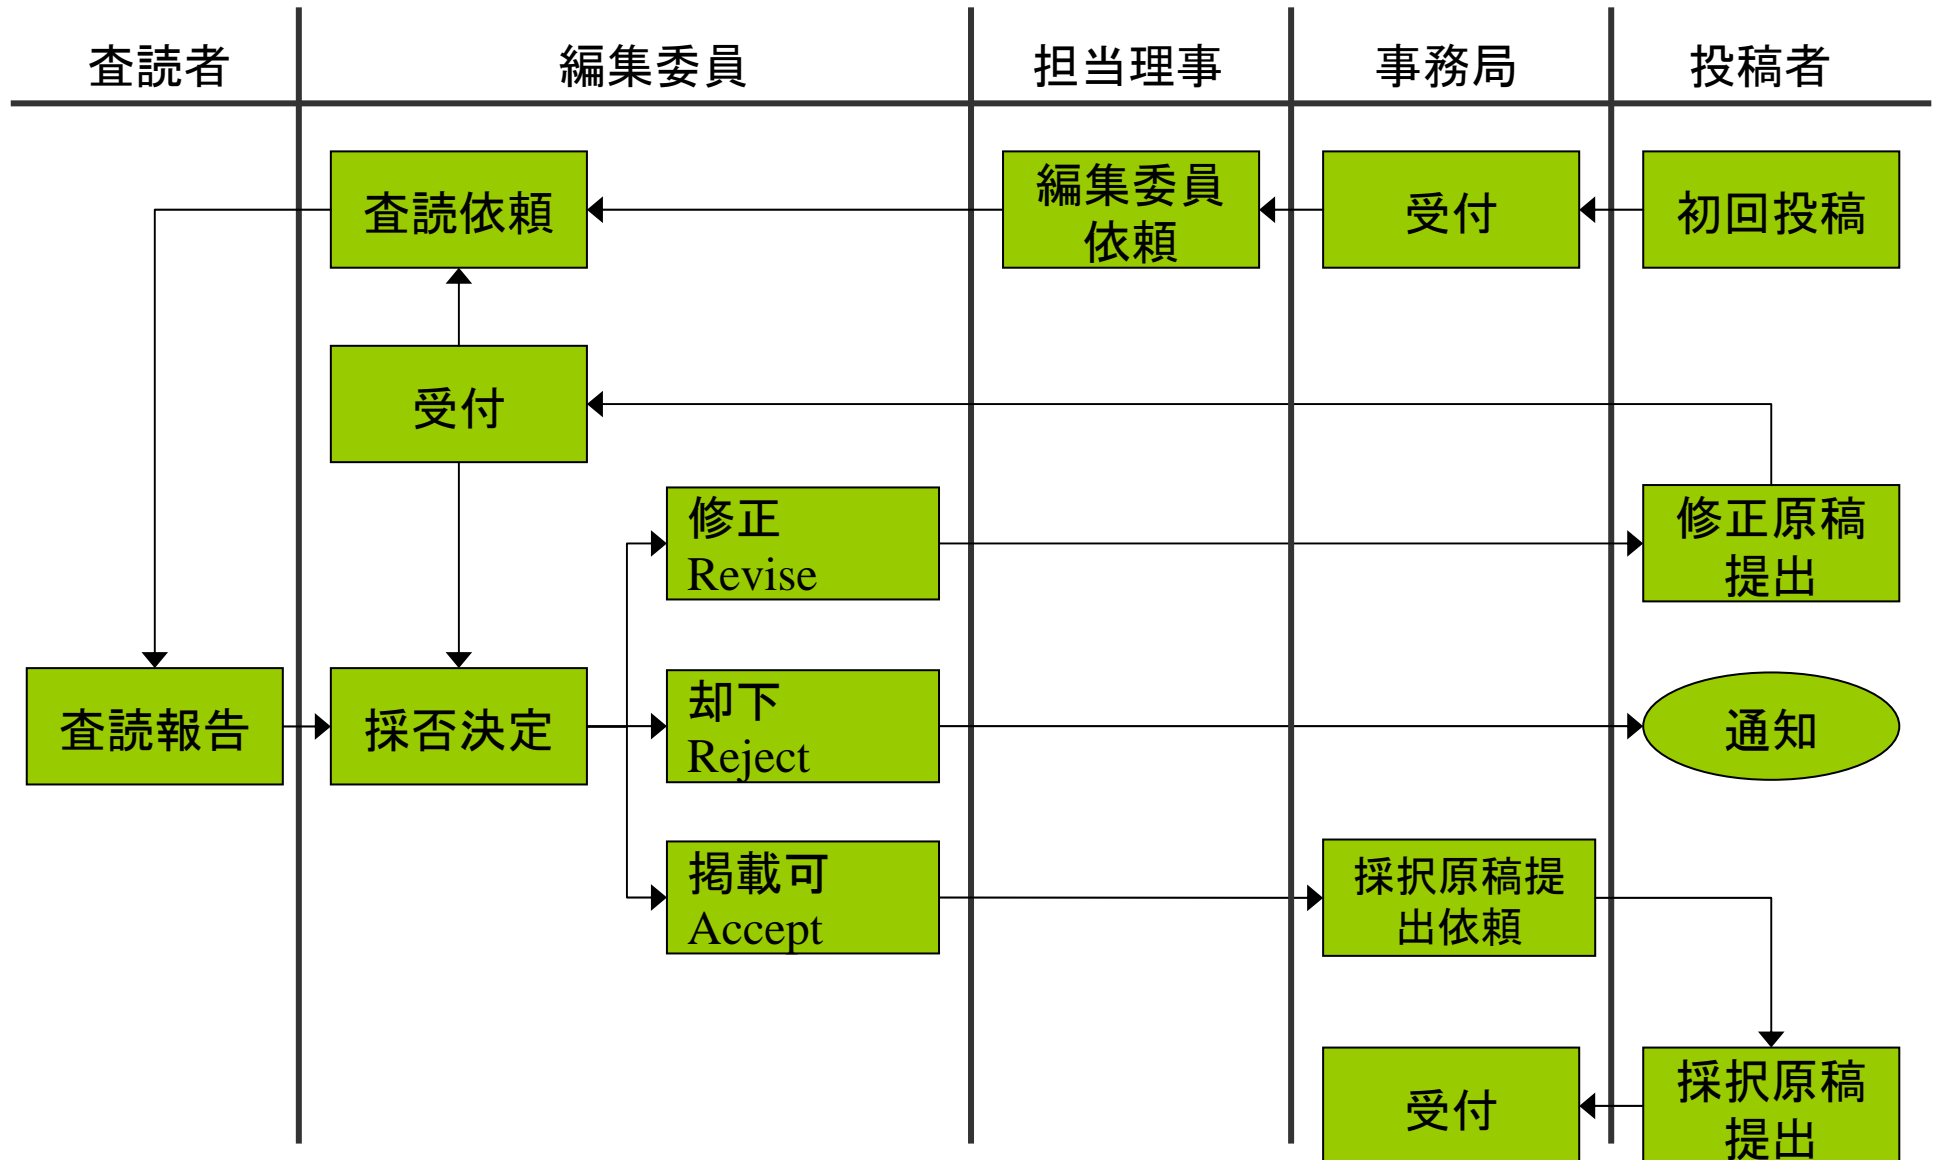 査読者
編集委員
担当理事
事務局
投稿者
査読依頼
編集委員
依頼
受付
初回投稿
受付
修正
Revise
修正原稿
提出
査読報告
採否決定
却下
Reject
通知
掲載可
Accept
採択原稿提
出依頼
受付
採択原稿
提出